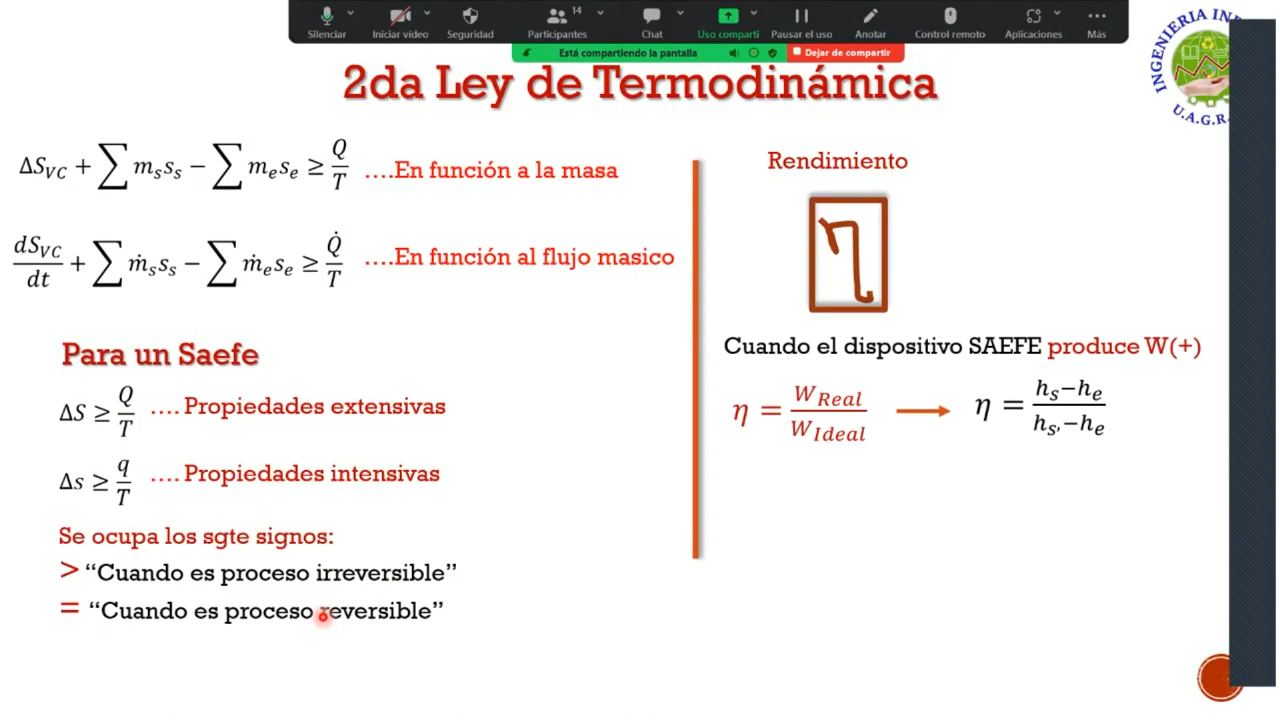 Silenciar
Iniciar vídeo
Seguridad
14
Participantes
Chat
Uso comparti
Pausar el uso
Anotar
Control remoto
Aplicaciones
Más
Está compartiendo la pantalla
Dejar de compartir
2da Ley de Termodinámica
ΔS_VC + ∑ m_s s_s − ∑ m_e s_e ≥ Q/T ….En función a la masa
dS_VC/dt + ∑ ṁ_s s_s − ∑ ṁ_e s_e ≥ Q̇/T ….En función al flujo masico
Para un Saefe
ΔS ≥ Q/T …. Propiedades extensivas
Δs ≥ q/T …. Propiedades intensivas
Se ocupa los sgte signos:
> “Cuando es proceso irreversible”
= “Cuando es proceso reversible”
Rendimiento
η
Cuando el dispositivo SAEFE produce W(+)
η = W_Real/W_Ideal → η = (h_s−h_e)/(h_s,−h_e)
INGENIERIA IN
U.A.G.R.